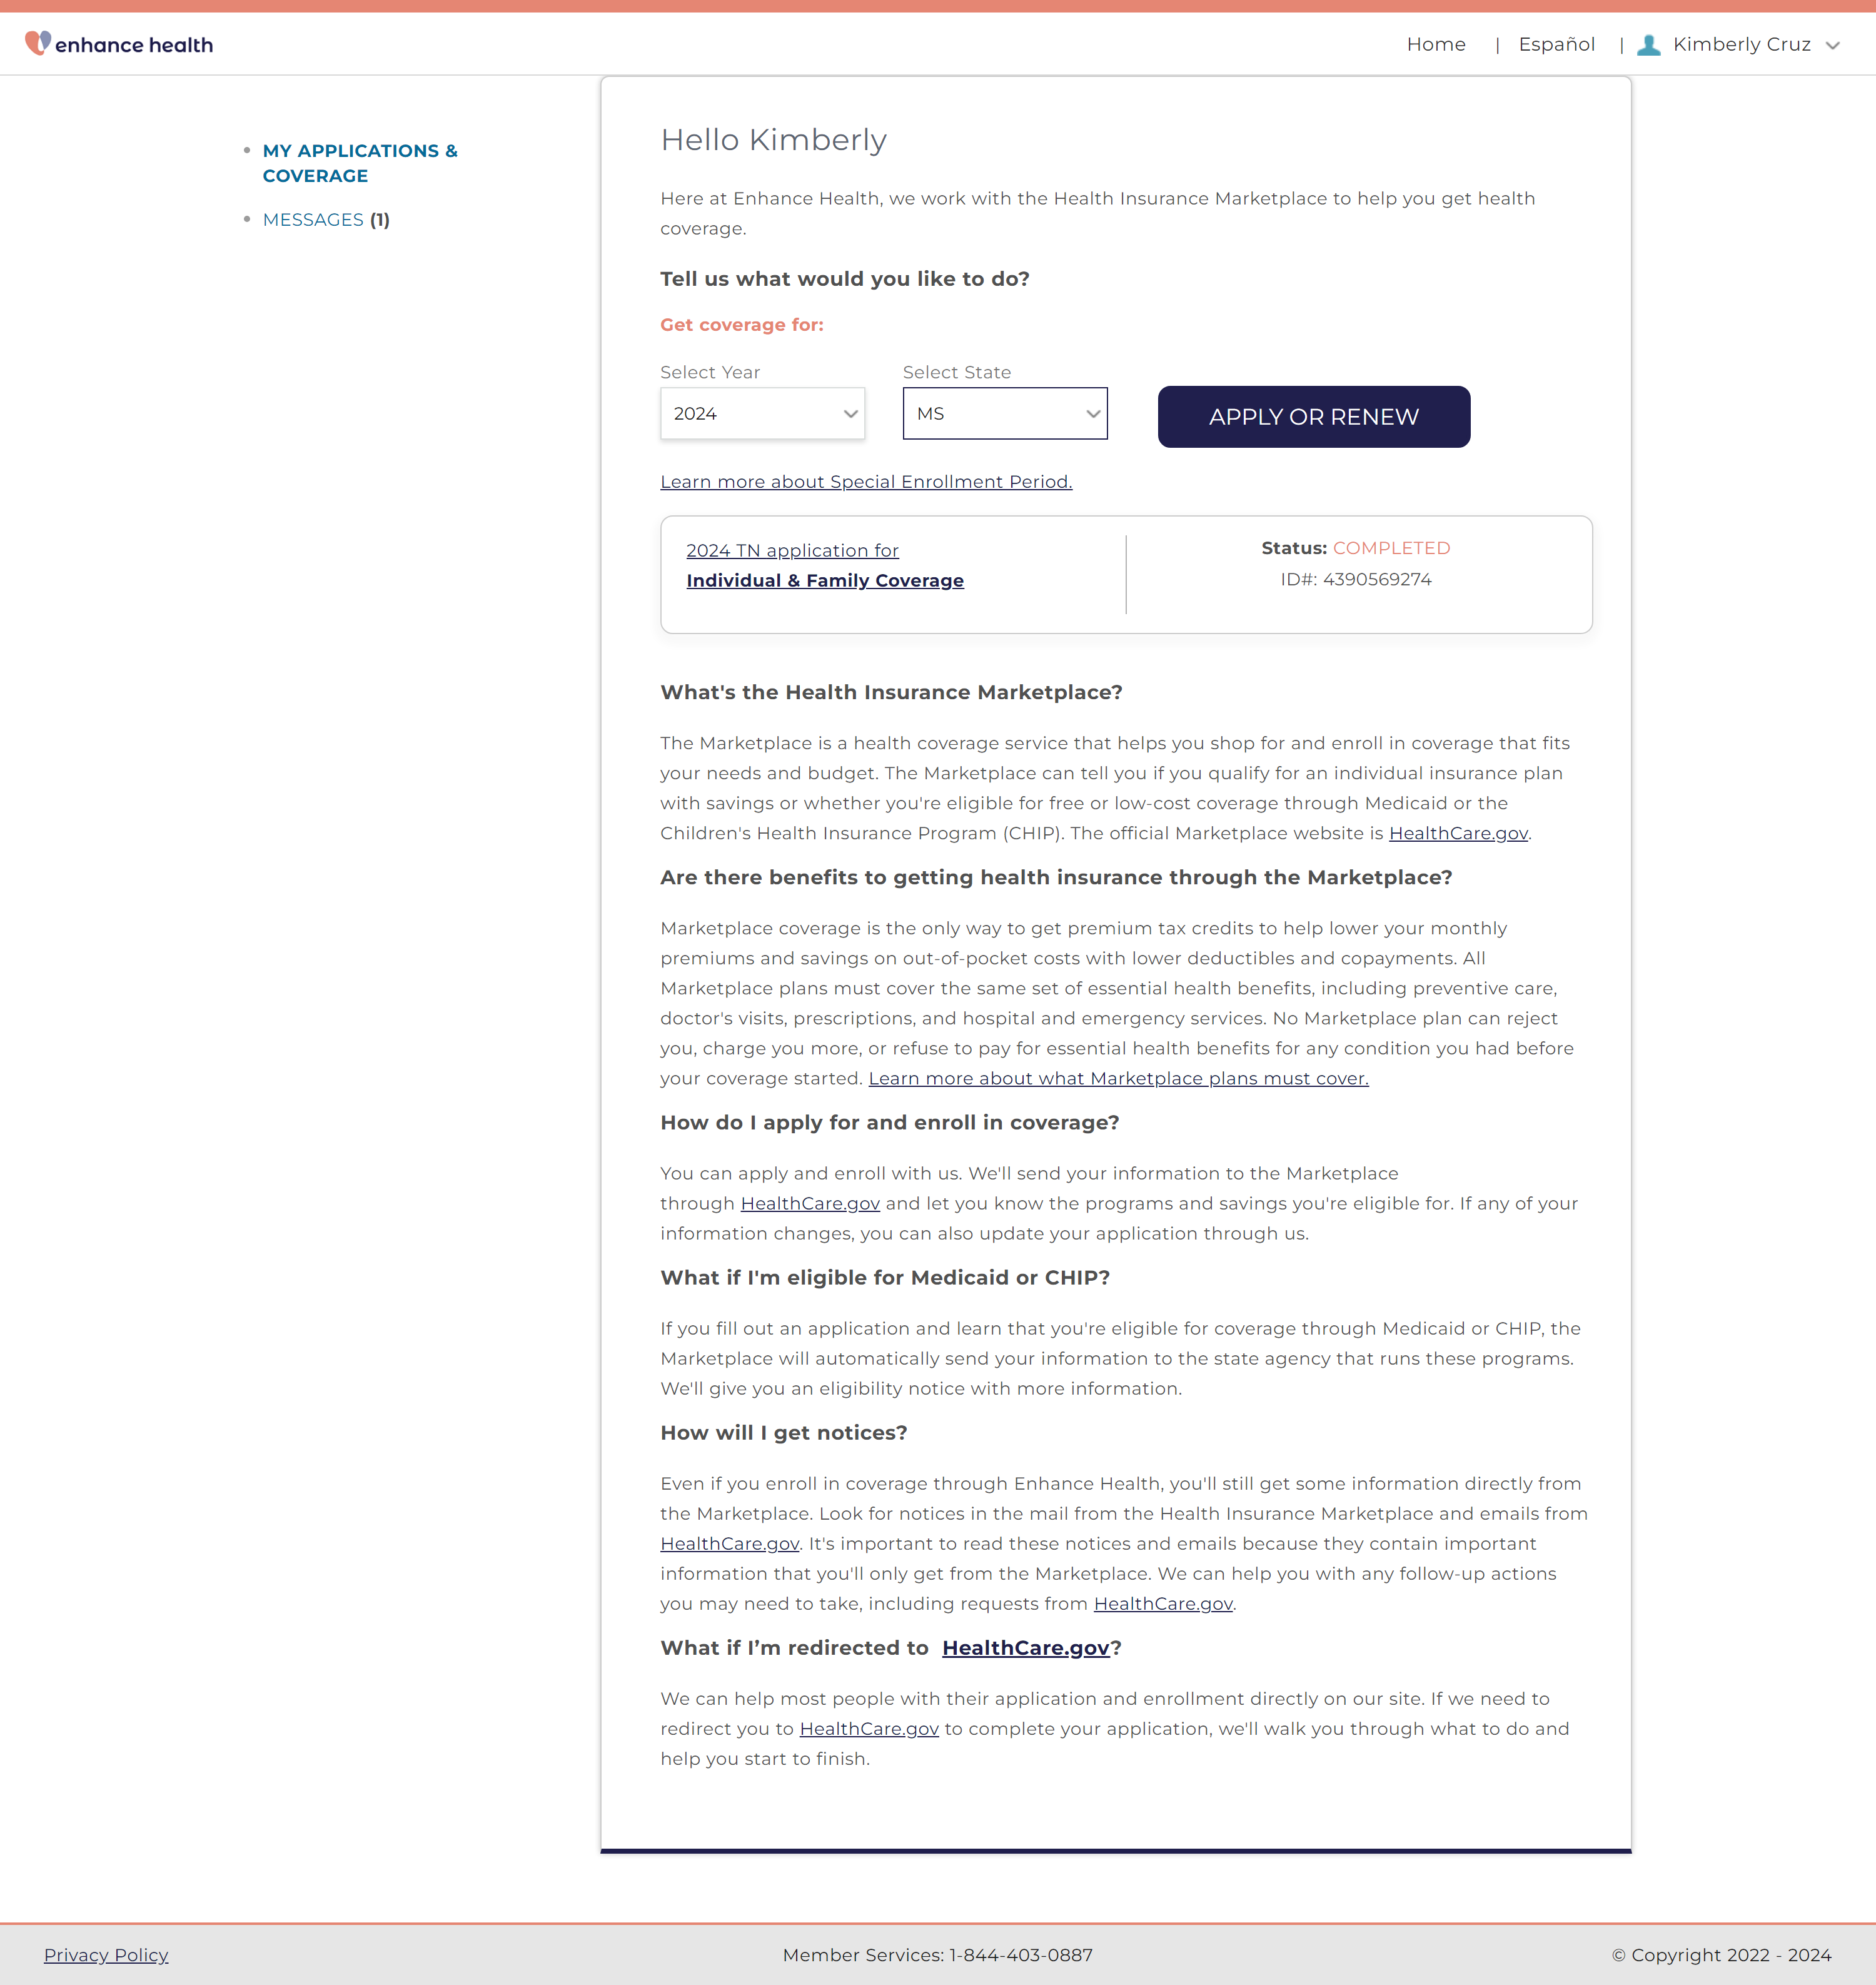 enhance health
Home | Español | Kimberly Cruz
MY APPLICATIONS &
COVERAGE
MESSAGES (1)
Hello Kimberly
Here at Enhance Health, we work with the Health Insurance Marketplace to help you get health
coverage.
Tell us what would you like to do?
Get coverage for:
Select Year
2024
Select State
MS
APPLY OR RENEW
Learn more about Special Enrollment Period.
2024 TN application for
Individual & Family Coverage
Status: COMPLETED
ID#: 4390569274
What's the Health Insurance Marketplace?
The Marketplace is a health coverage service that helps you shop for and enroll in coverage that fits
your needs and budget. The Marketplace can tell you if you qualify for an individual insurance plan
with savings or whether you're eligible for free or low-cost coverage through Medicaid or the
Children's Health Insurance Program (CHIP). The official Marketplace website is HealthCare.gov.
Are there benefits to getting health insurance through the Marketplace?
Marketplace coverage is the only way to get premium tax credits to help lower your monthly
premiums and savings on out-of-pocket costs with lower deductibles and copayments. All
Marketplace plans must cover the same set of essential health benefits, including preventive care,
doctor's visits, prescriptions, and hospital and emergency services. No Marketplace plan can reject
you, charge you more, or refuse to pay for essential health benefits for any condition you had before
your coverage started. Learn more about what Marketplace plans must cover.
How do I apply for and enroll in coverage?
You can apply and enroll with us. We'll send your information to the Marketplace
through HealthCare.gov and let you know the programs and savings you're eligible for. If any of your
information changes, you can also update your application through us.
What if I'm eligible for Medicaid or CHIP?
If you fill out an application and learn that you're eligible for coverage through Medicaid or CHIP, the
Marketplace will automatically send your information to the state agency that runs these programs.
We'll give you an eligibility notice with more information.
How will I get notices?
Even if you enroll in coverage through Enhance Health, you'll still get some information directly from
the Marketplace. Look for notices in the mail from the Health Insurance Marketplace and emails from
HealthCare.gov. It's important to read these notices and emails because they contain important
information that you'll only get from the Marketplace. We can help you with any follow-up actions
you may need to take, including requests from HealthCare.gov.
What if I’m redirected to HealthCare.gov?
We can help most people with their application and enrollment directly on our site. If we need to
redirect you to HealthCare.gov to complete your application, we'll walk you through what to do and
help you start to finish.
Privacy Policy
Member Services: 1-844-403-0887
© Copyright 2022 - 2024